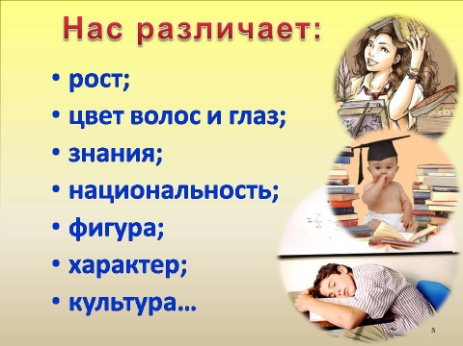 Нас различает:
• рост;
• цвет волос и глаз;
• знания;
• национальность;
• фигура;
• характер;
• культура...